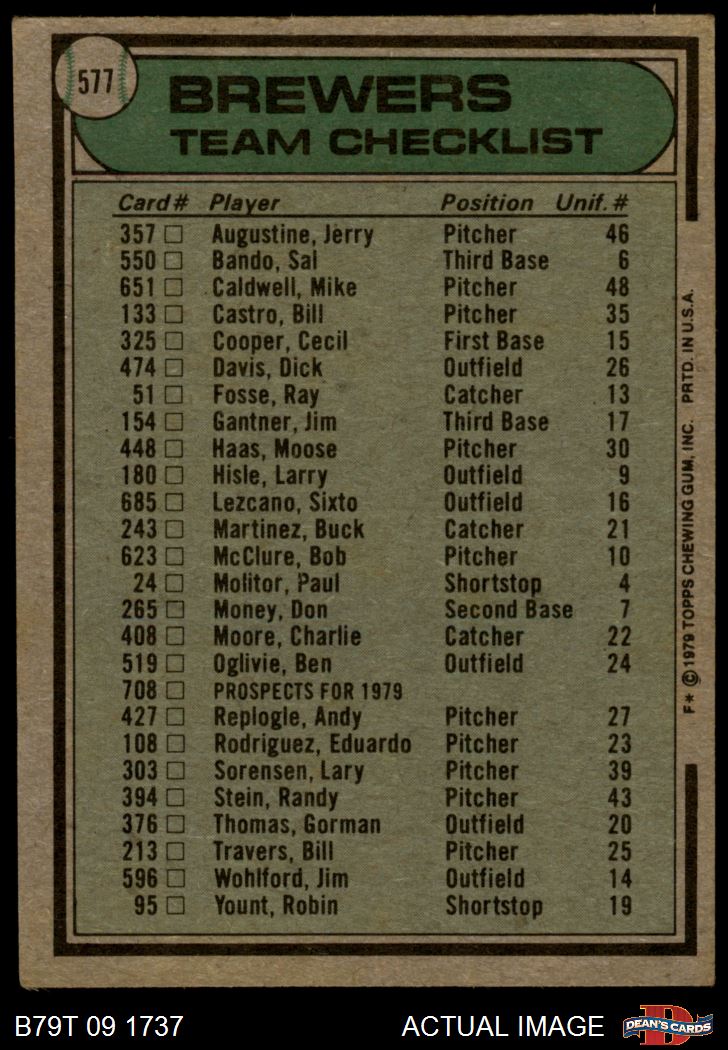 577
BREWERS
TEAM CHECKLIST
Card # Player Position Unif. #
357 □ Augustine, Jerry Pitcher 46
550 □ Bando, Sal Third Base 6
651 □ Caldwell, Mike Pitcher 48
133 □ Castro, Bill Pitcher 35
325 □ Cooper, Cecil First Base 15
474 □ Davis, Dick Outfield 26
51 □ Fosse, Ray Catcher 13
154 □ Gantner, Jim Third Base 17
448 □ Haas, Moose Pitcher 30
180 □ Hisle, Larry Outfield 9
685 □ Lezcano, Sixto Outfield 16
243 □ Martinez, Buck Catcher 21
623 □ McClure, Bob Pitcher 10
24 □ Molitor, Paul Shortstop 4
265 □ Money, Don Second Base 7
408 □ Moore, Charlie Catcher 22
519 □ Oglivie, Ben Outfield 24
708 □ PROSPECTS FOR 1979
427 □ Replogle, Andy Pitcher 27
108 □ Rodriguez, Eduardo Pitcher 23
303 □ Sorensen, Lary Pitcher 39
394 □ Stein, Randy Pitcher 43
376 □ Thomas, Gorman Outfield 20
213 □ Travers, Bill Pitcher 25
596 □ Wohlford, Jim Outfield 14
95 □ Yount, Robin Shortstop 19
F* © 1979 TOPPS CHEWING GUM, INC. PRTD. IN U.S.A.
B79T 09 1737 ACTUAL IMAGE
D
DEAN'S CARDS